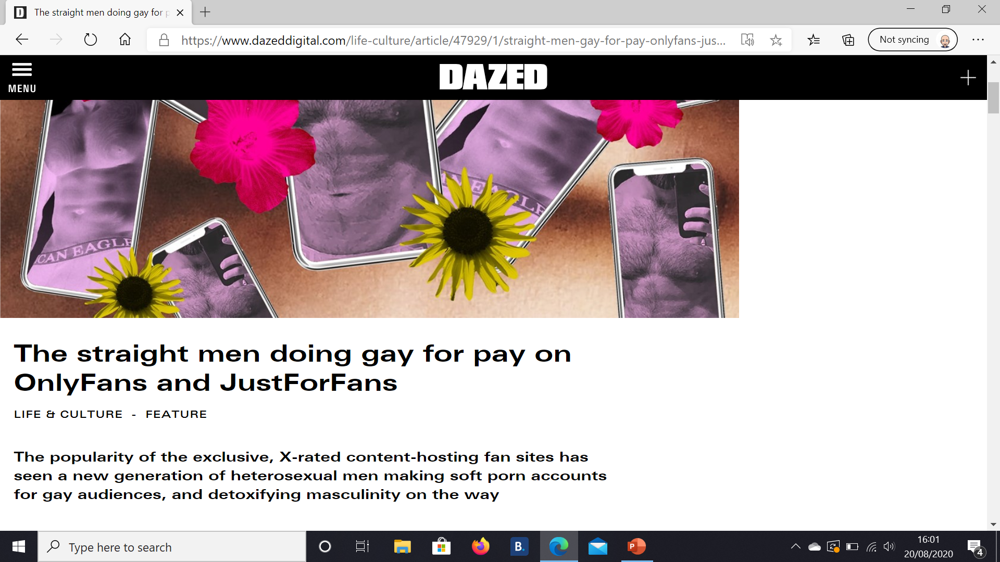 The straight men doing gay for p
https://www.dazeddigital.com/life-culture/article/47929/1/straight-men-gay-for-pay-onlyfans-jus...
Not syncing
MENU
DAZED
CAN EAGLE
AN EAGLE
The straight men doing gay for pay on
OnlyFans and JustForFans
LIFE & CULTURE - FEATURE
The popularity of the exclusive, X-rated content-hosting fan sites has
seen a new generation of heterosexual men making soft porn accounts
for gay audiences, and detoxifying masculinity on the way
Type here to search
B.
P
16:01
20/08/2020
4